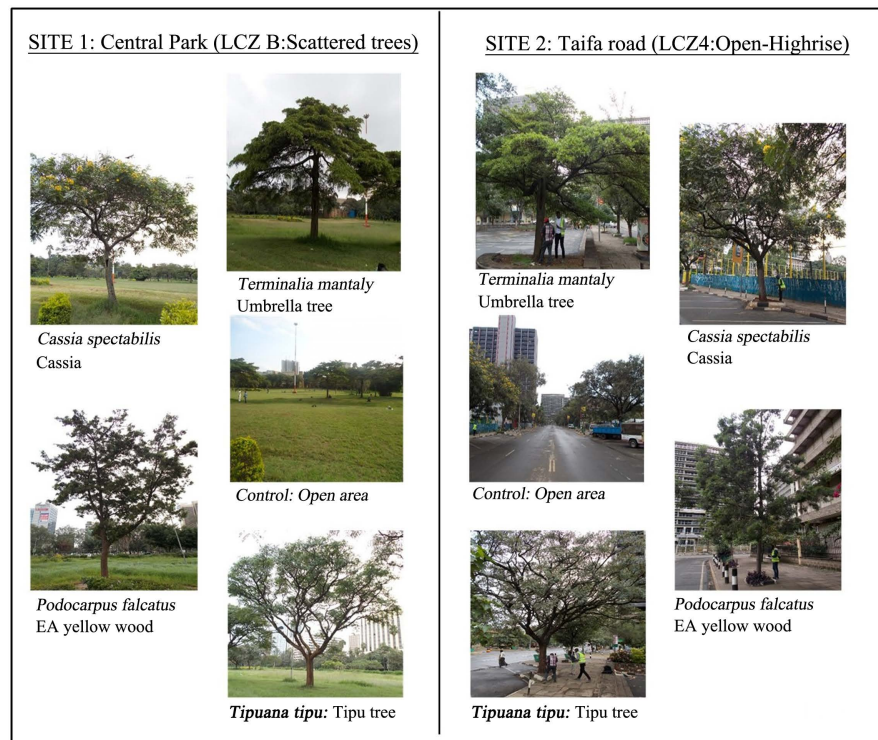 SITE 1: Central Park (LCZ B:Scattered trees)
Terminalia mantaly
Umbrella tree
Cassia spectabilis
Cassia
Control: Open area
Podocarpus falcatus
EA yellow wood
Tipuana tipu: Tipu tree
SITE 2: Taifa road (LCZ4:Open-Highrise)
Terminalia mantaly
Umbrella tree
Cassia spectabilis
Cassia
Control: Open area
Podocarpus falcatus
EA yellow wood
Tipuana tipu: Tipu tree